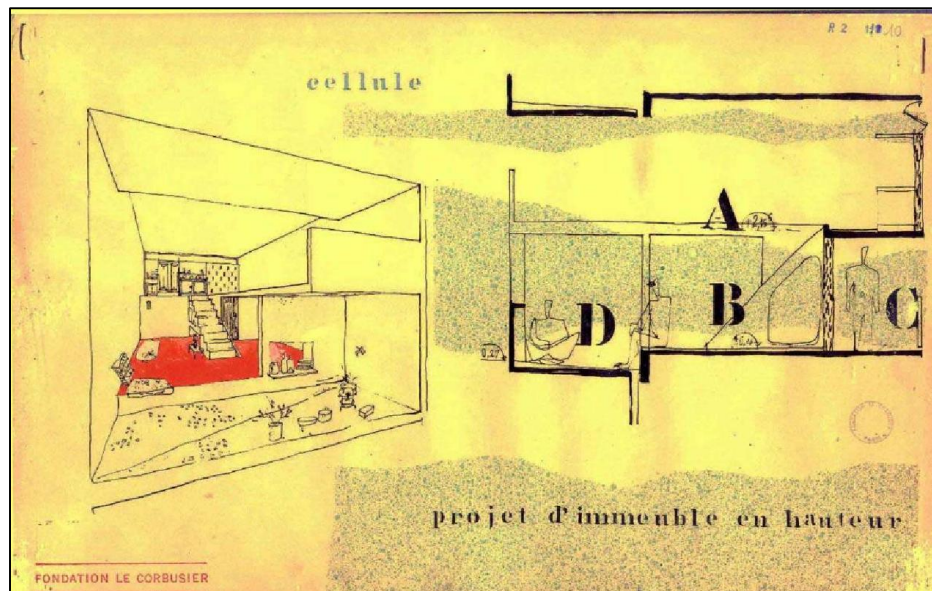 R 2
10
cellule
A
D
B
C
projet d'immeuble en hauteur
FONDATION LE CORBUSIER